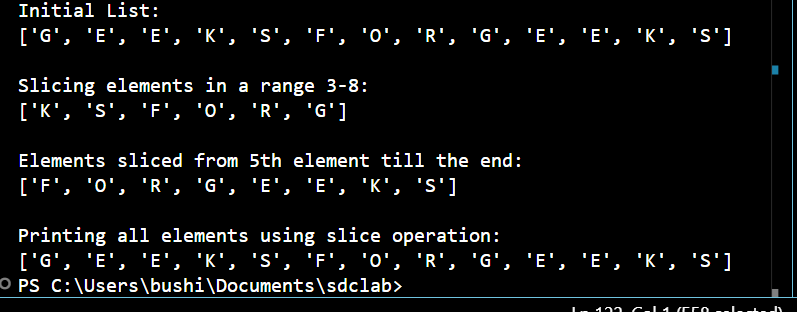 Initial List:
['G', 'E', 'E', 'K', 'S', 'F', 'O', 'R', 'G', 'E', 'E', 'K', 'S']
Slicing elements in a range 3-8:
['K', 'S', 'F', 'O', 'R', 'G']
Elements sliced from 5th element till the end:
['F', 'O', 'R', 'G', 'E', 'E', 'K', 'S']
Printing all elements using slice operation:
['G', 'E', 'E', 'K', 'S', 'F', 'O', 'R', 'G', 'E', 'E', 'K', 'S']
PS C:\Users\bushi\Documents\sdclab>